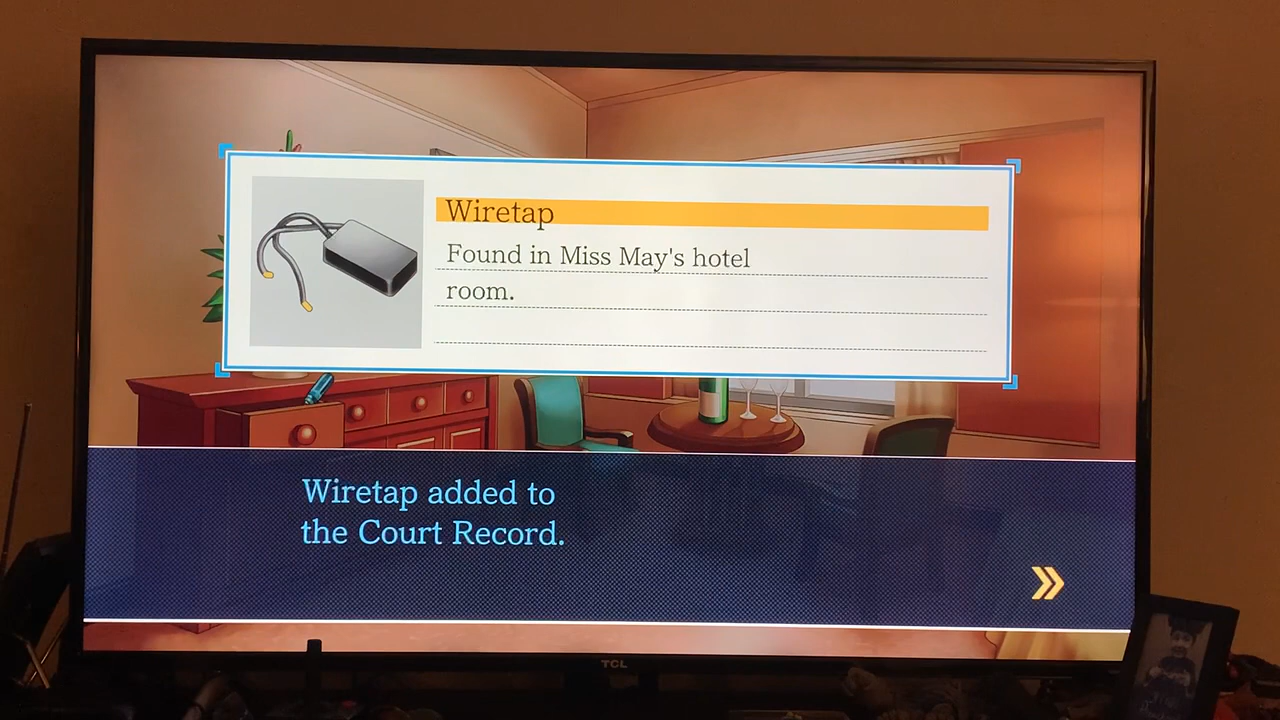 Wiretap
Found in Miss May's hotel
room.
Wiretap added to
the Court Record.
TCL